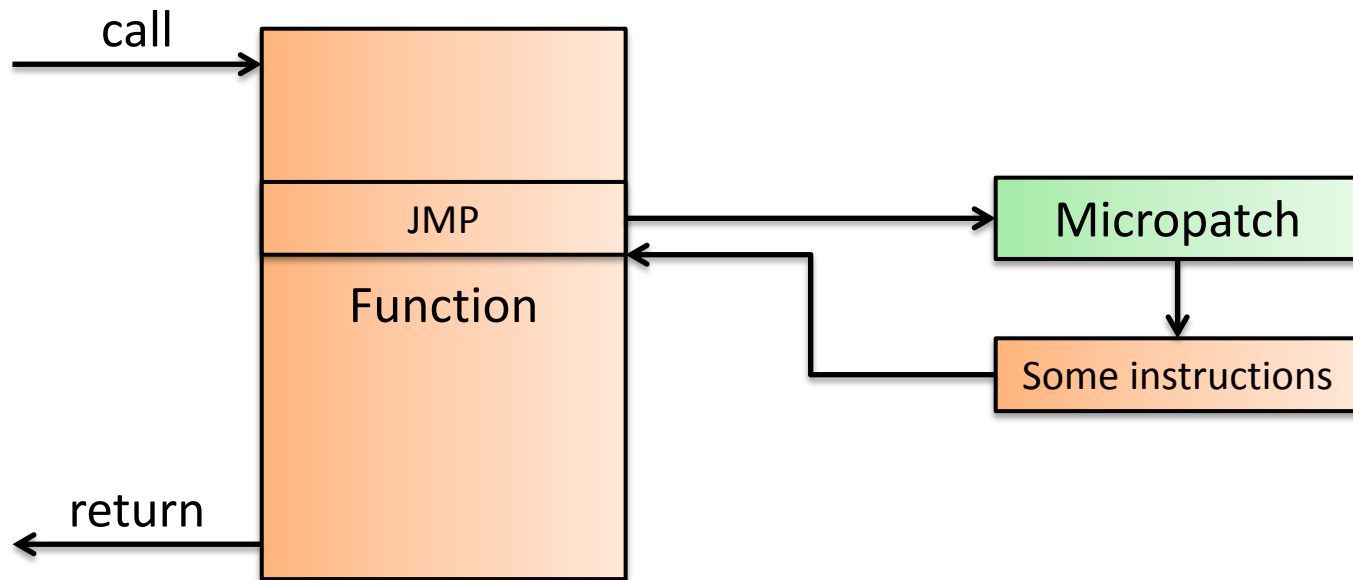 call
JMP
Micropatch
Function
Some instructions
return